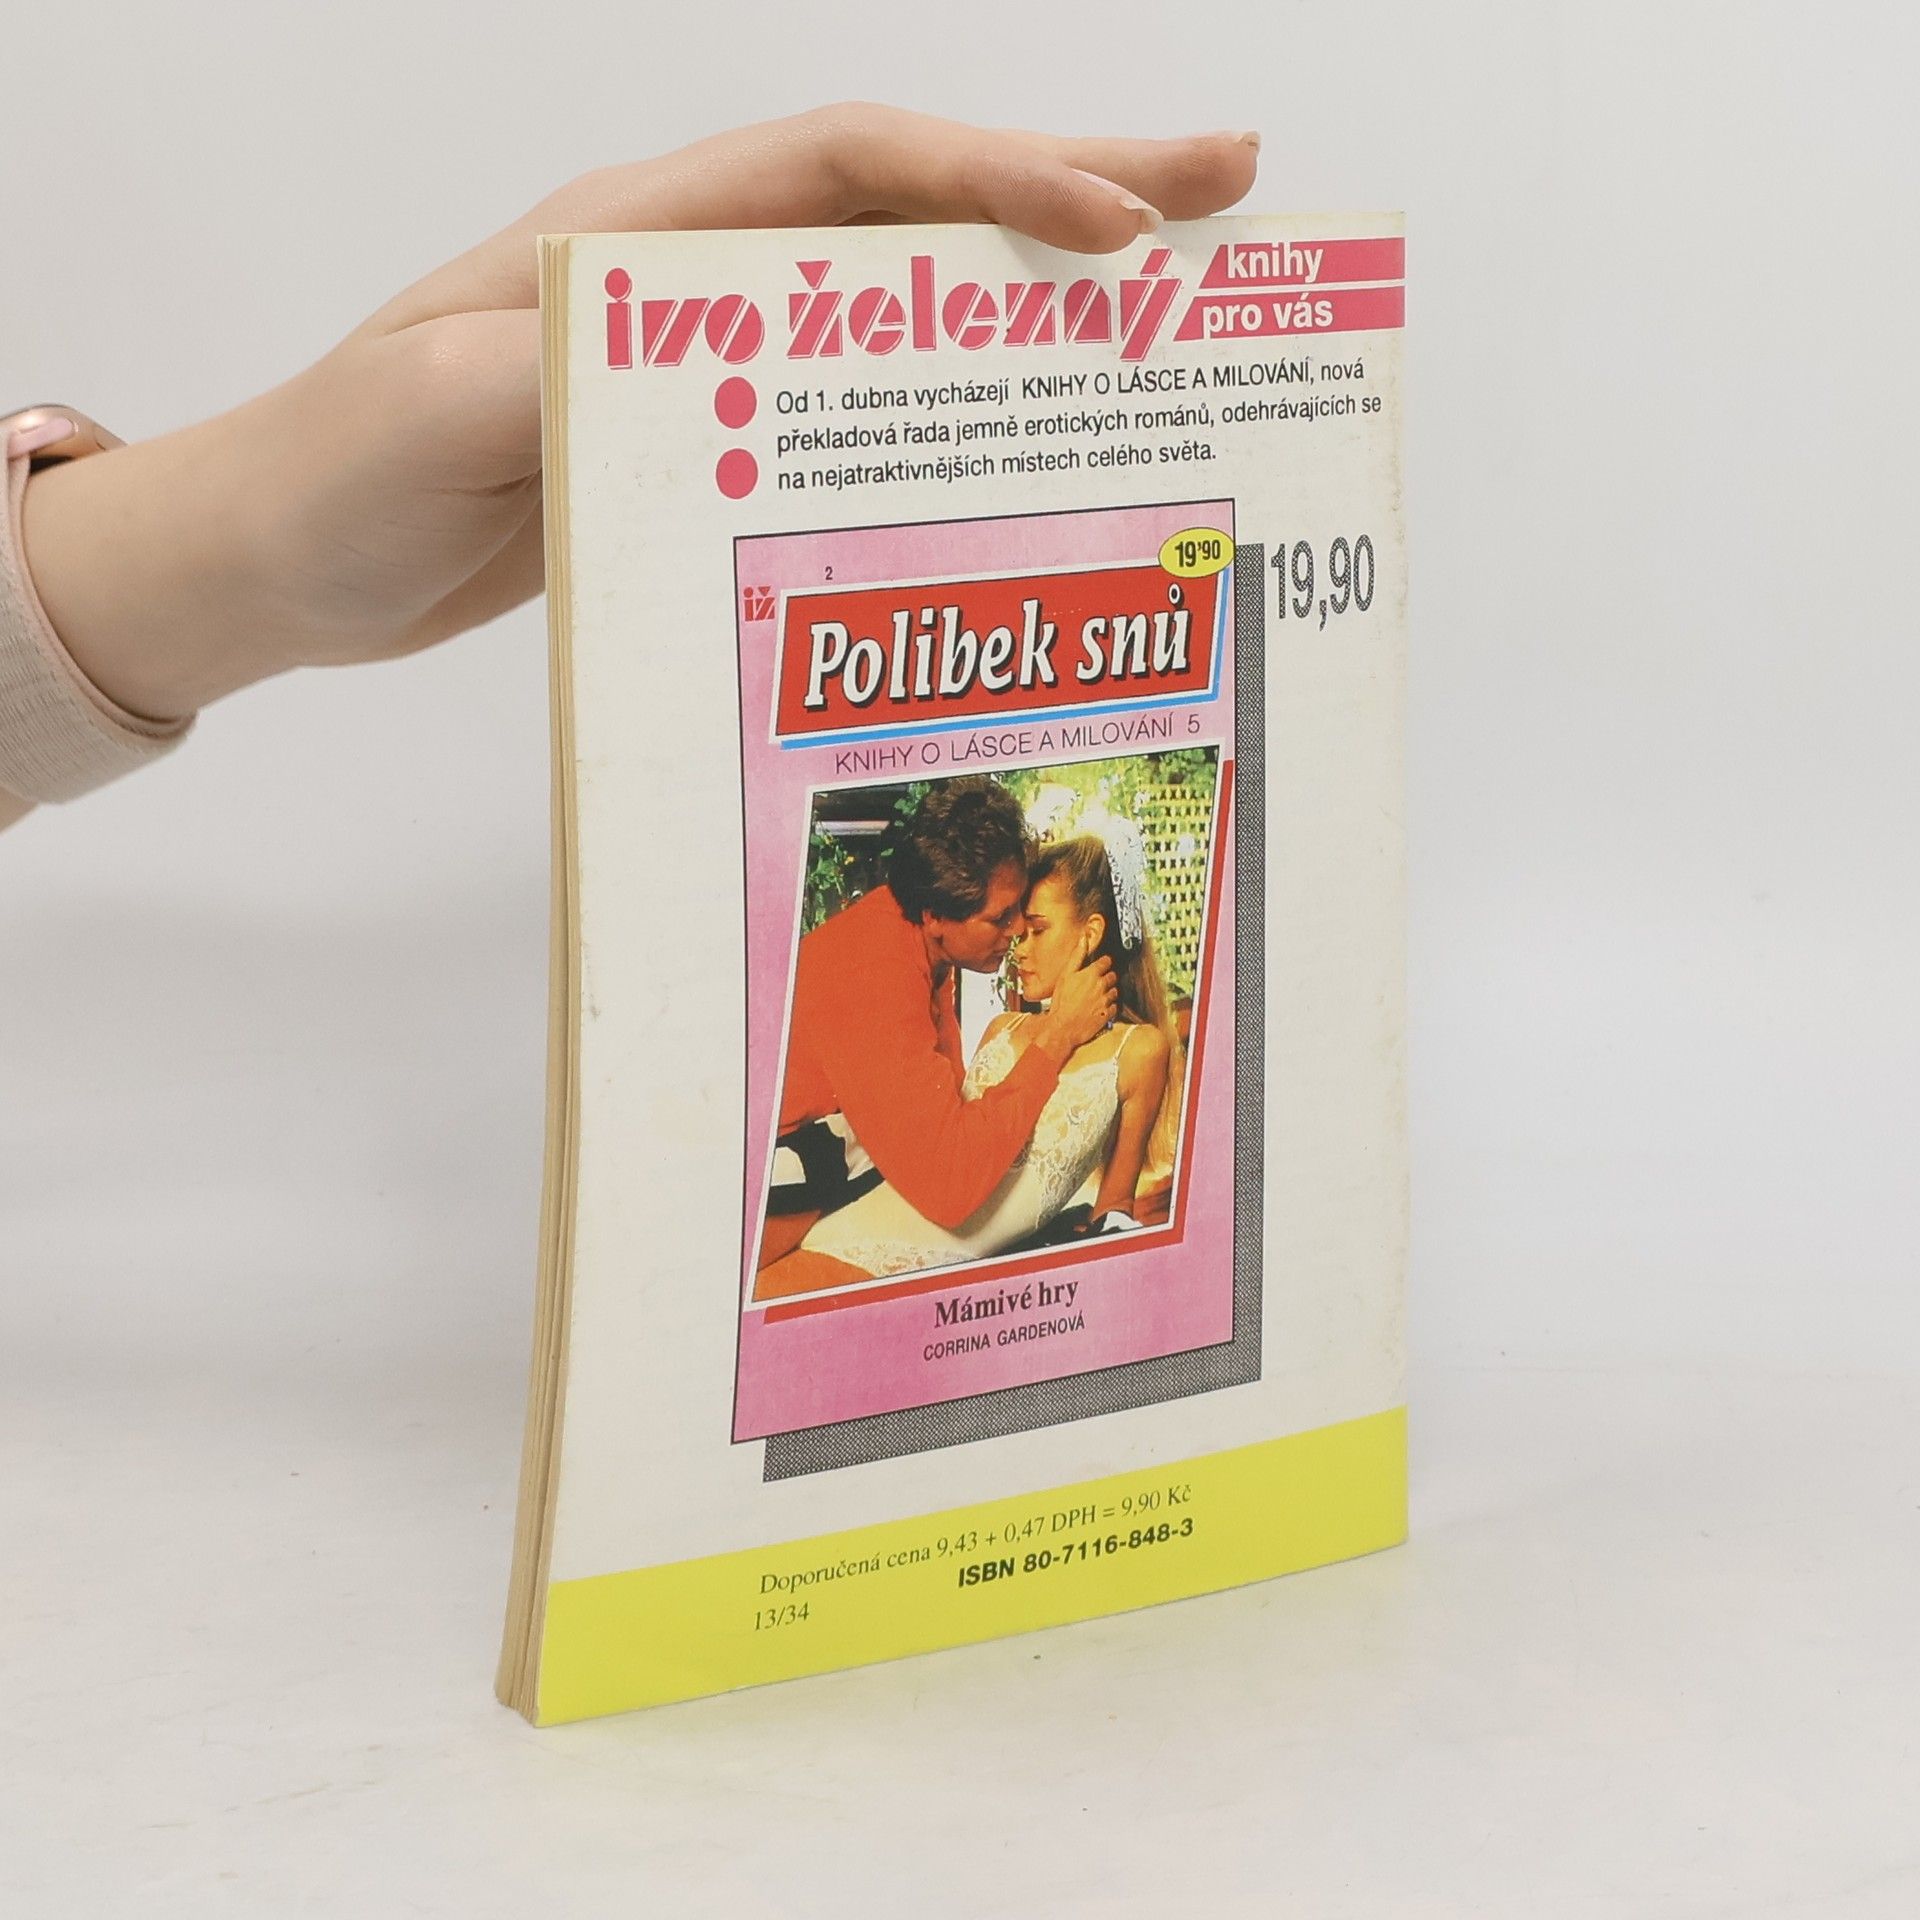 ivo železný
knihy
pro vás
Od 1. dubna vycházejí KNIHY O LÁSCE A MILOVÁNÍ, nová
překladová řada jemně erotických románů, odehrávajících se
na nejatraktivnějších místech celého světa.
19'90
19,90
2
iž
Polibek snů
KNIHY O LÁSCE A MILOVÁNÍ 5
Mámivé hry
CORRINA GARDENOVÁ
Doporučená cena 9,43 + 0,47 DPH = 9,90 Kč
ISBN 80-7116-848-3
13/34